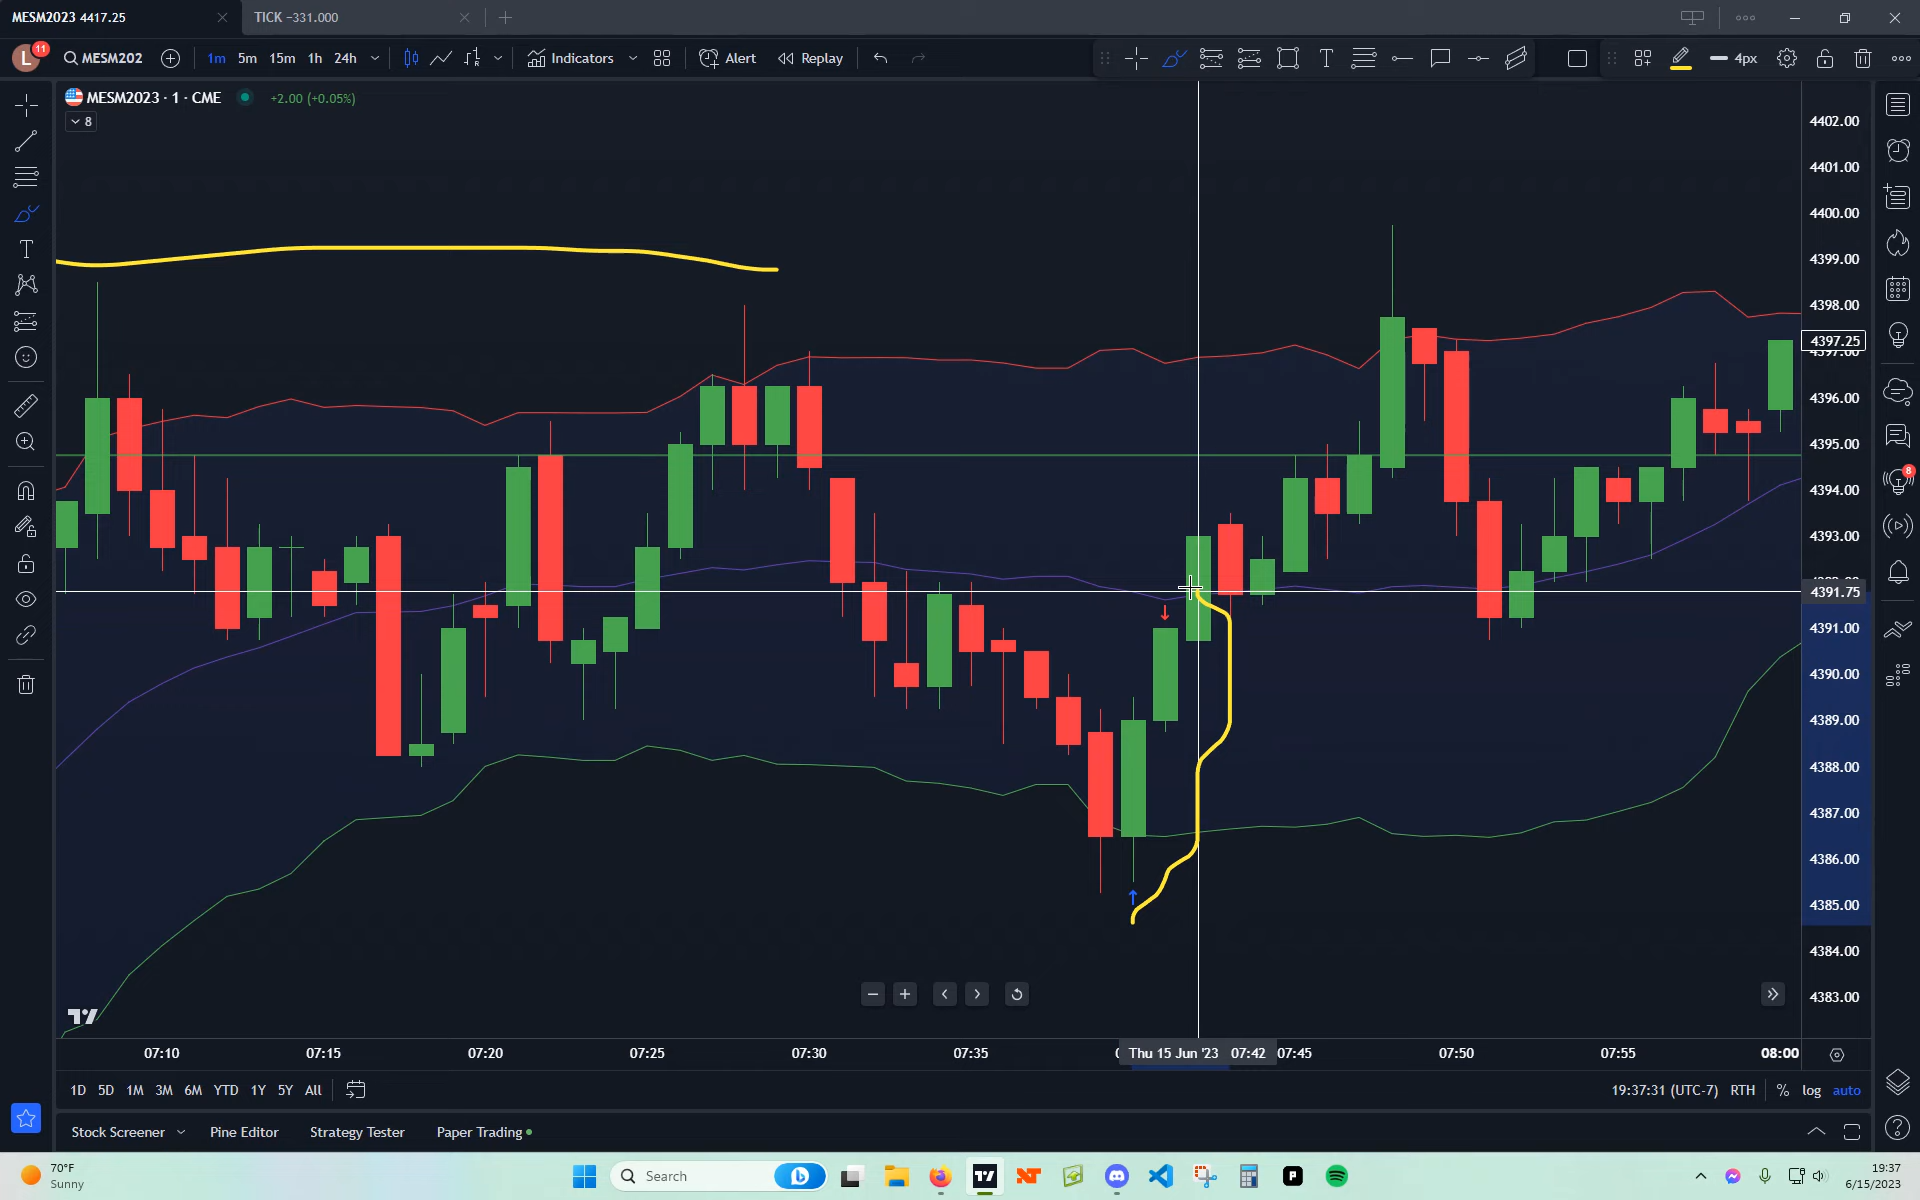 MESM2023 4417.25
TICK −331.000
L 11
MESM202
1m 5m 15m 1h 24h
Indicators
Alert
Replay
T
4px
MESM2023 · 1 · CME
+2.00 (+0.05%)
8
4402.00
4401.00
4400.00
4399.00
4398.00
4397.25
4397.00
4396.00
4395.00
4394.00
4393.00
4391.75
4391.00
4390.00
4389.00
4388.00
4387.00
4386.00
4385.00
4384.00
4383.00
8
07:10 07:15 07:20 07:25 07:30 07:35 Thu 15 Jun '23 07:42 07:45 07:50 07:55 08:00
1D 5D 1M 3M 6M YTD 1Y 5Y All
19:37:31 (UTC-7) RTH % log auto
Stock Screener Pine Editor Strategy Tester Paper Trading
70°F
Sunny
Search
19:37
6/15/2023